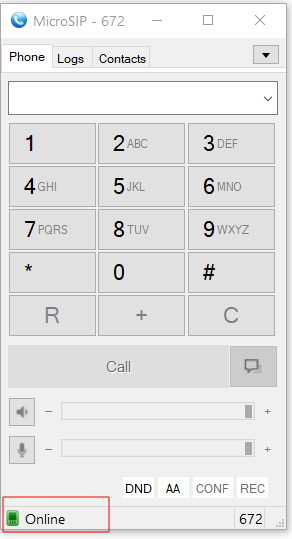 MicroSIP - 672
Phone Logs Contacts
1 2 ABC 3 DEF
4 GHI 5 JKL 6 MNO
7 PQRS 8 TUV 9 WXYZ
* 0 #
R + C
Call
− +
− +
DND AA CONF REC
Online 672